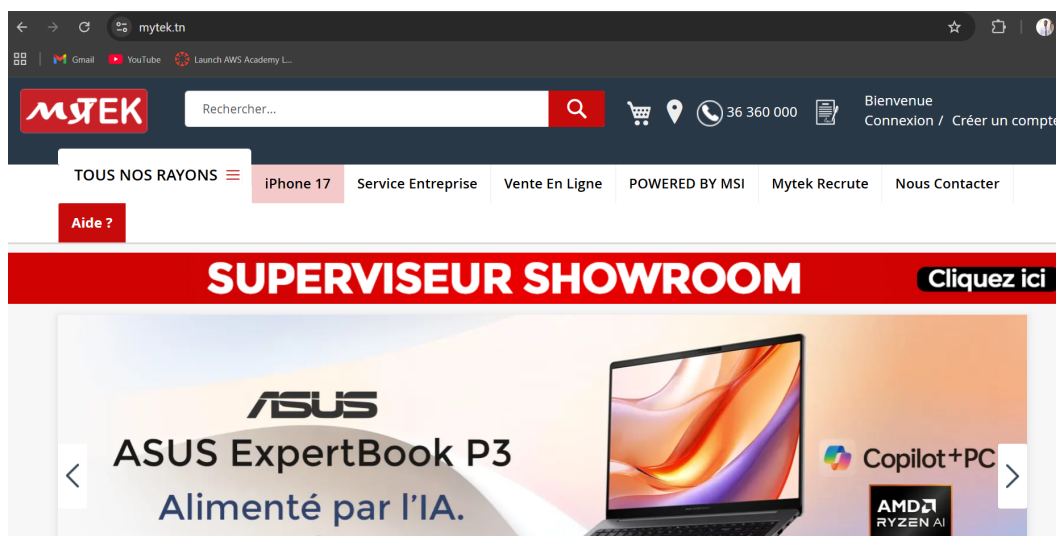 mytek.tn
Gmail YouTube Launch AWS Academy L...
MYTEK Rechercher... 36 360 000 Bienvenue
Connexion / Créer un compte
TOUS NOS RAYONS iPhone 17 Service Entreprise Vente En Ligne POWERED BY MSI Mytek Recrute Nous Contacter
Aide ?
SUPERVISEUR SHOWROOM Cliquez ici
ASUS
ASUS ExpertBook P3
Copilot+PC
Alimenté par l'IA.
AMD
RYZEN AI